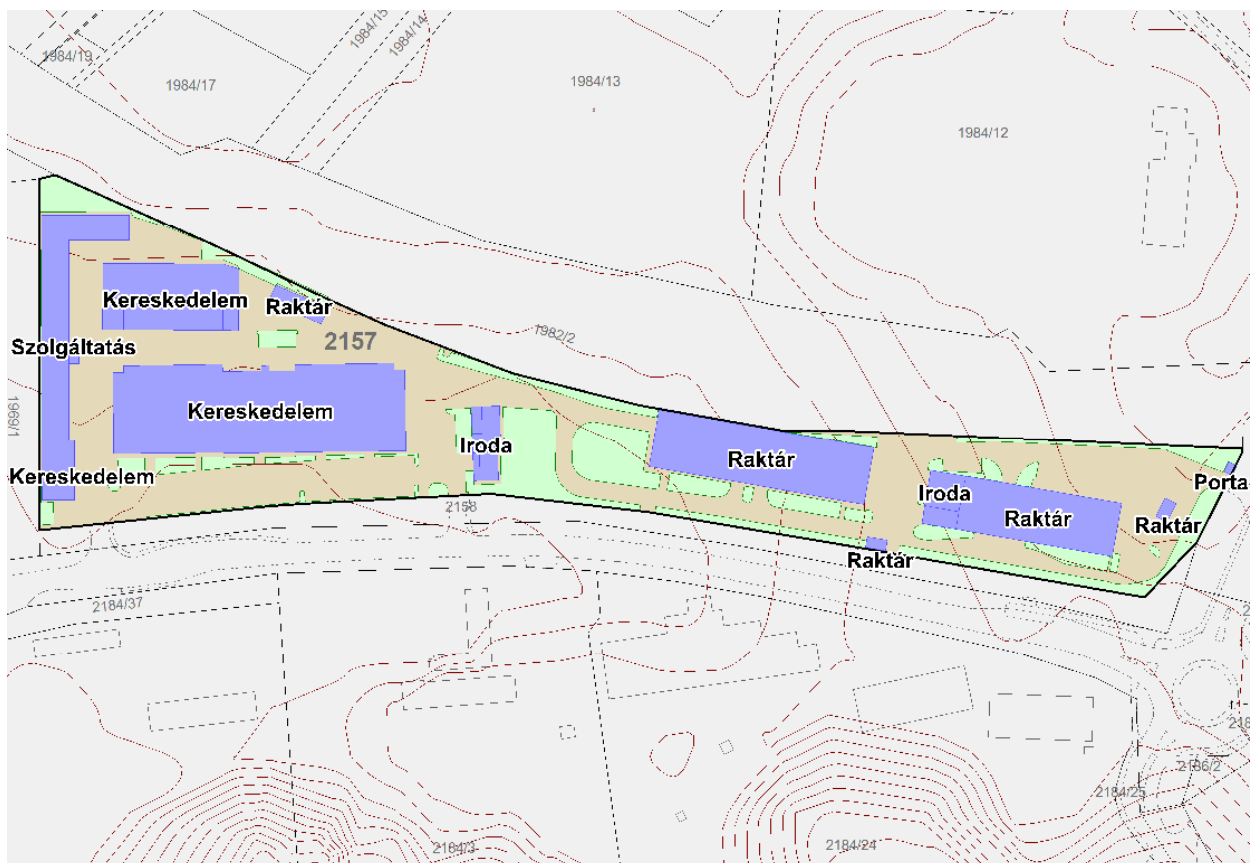 1984/15
1984/14
1984/19
1984/17
1984/13
1984/12
Kereskedelem
Raktár
1982/2
2157
Szolgáltatás
1999/1
Kereskedelem
Iroda
Raktár
Kereskedelem
Porta
Iroda
2158
Raktár
Raktár
Raktár
2184/37
2186/2
2184/25
2184/3
2184/24